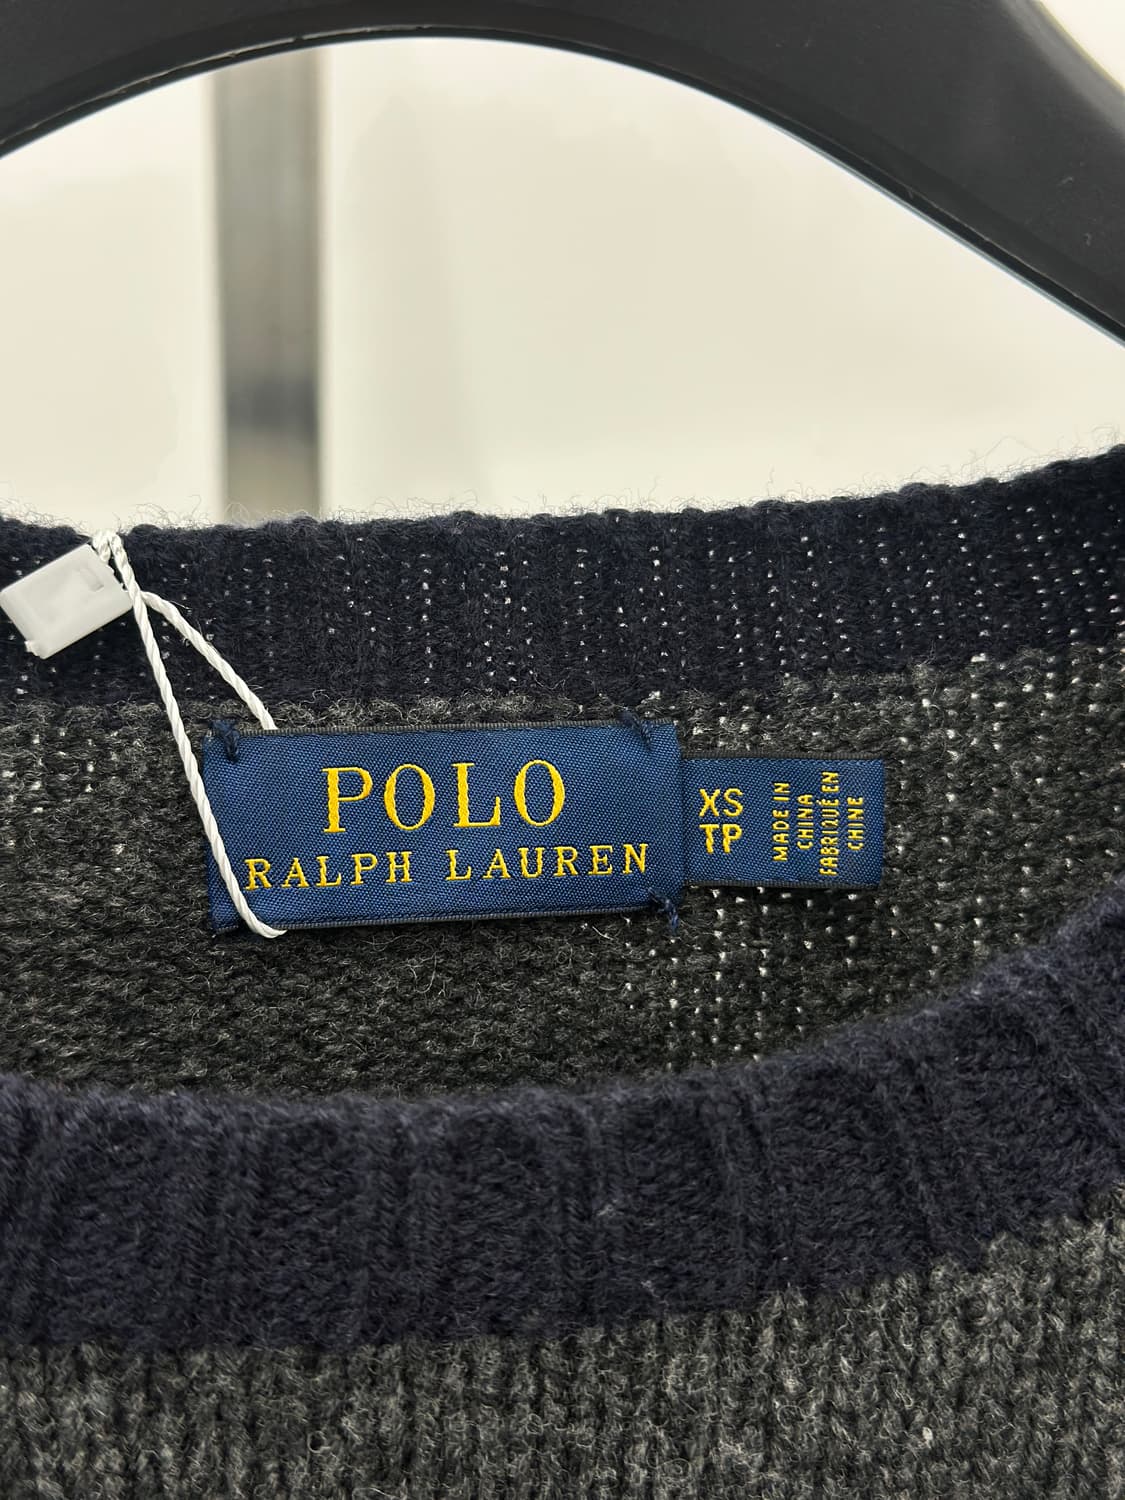 POLO
RALPH LAUREN
XS
TP
MADE IN
CHINA
FABRIQUÉ EN
CHINE